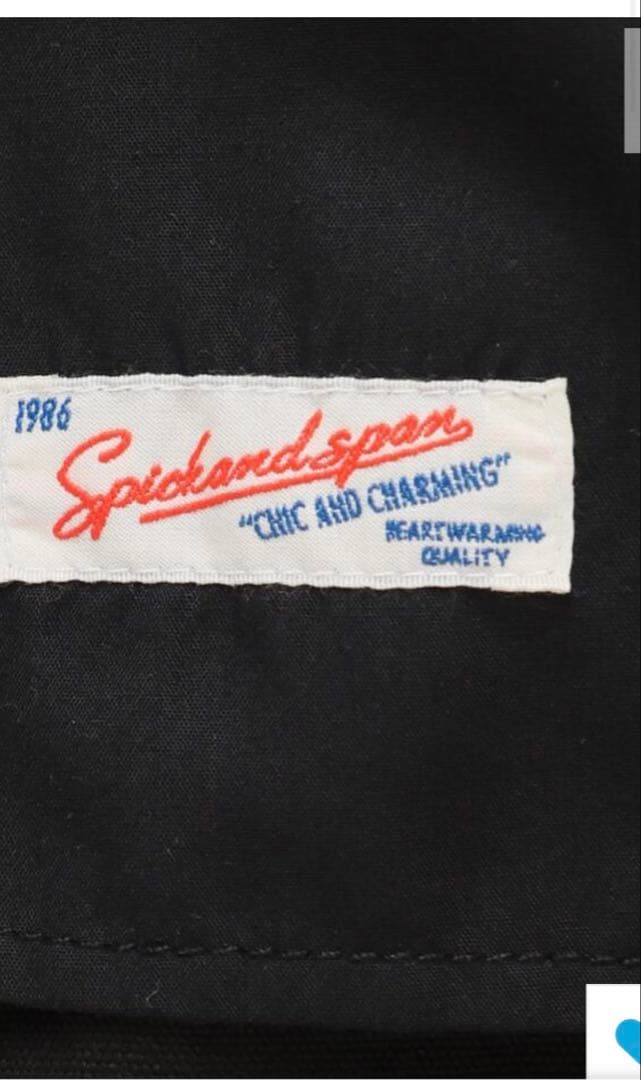 1986
Spickandspan
"CHIC AND CHARMING"
HEARTWARMING
QUALITY